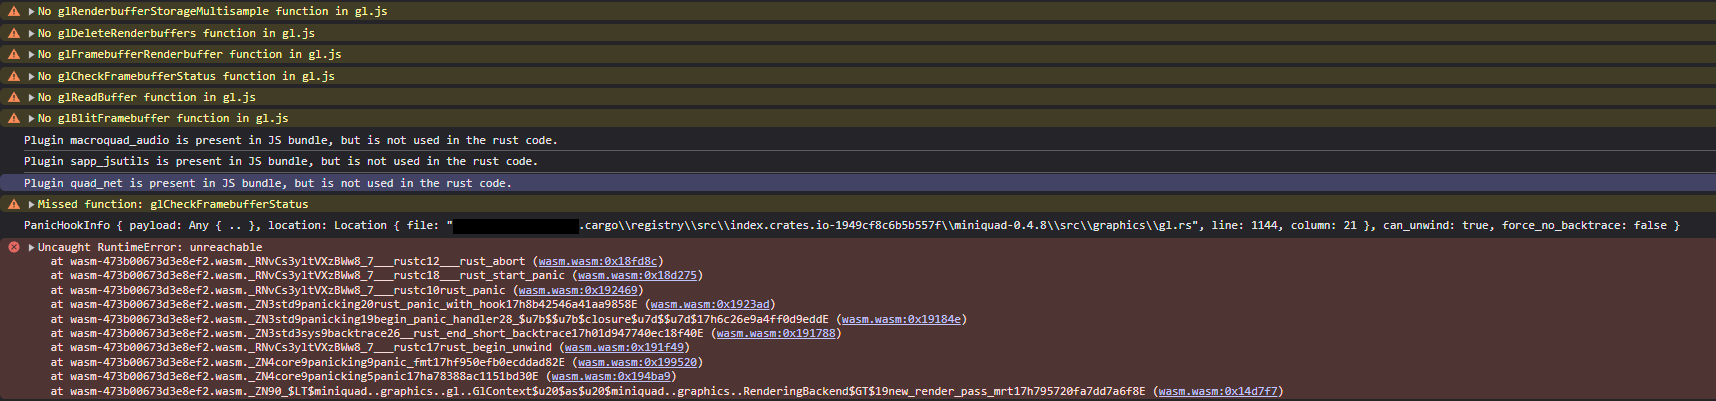 No glRenderbufferStorageMultisample function in gl.js
No glDeleteRenderbuffers function in gl.js
No glFramebufferRenderbuffer function in gl.js
No glCheckFramebufferStatus function in gl.js
No glReadBuffer function in gl.js
No glBlitFramebuffer function in gl.js
Plugin macroquad_audio is present in JS bundle, but is not used in the rust code.
Plugin sapp_jsutils is present in JS bundle, but is not used in the rust code.
Plugin quad_net is present in JS bundle, but is not used in the rust code.
Missed function: glCheckFramebufferStatus
PanicHookInfo { payload: Any { .. }, location: Location { file: " .cargo\\registry\\src\\index.crates.io-1949cf8c6b5b557f\\miniquad-0.4.8\\src\\graphics\\gl.rs", line: 1144, column: 21 }, can_unwind: true, force_no_backtrace: false }
Uncaught RuntimeError: unreachable
at wasm-473b00673d3e8ef2.wasm._RNvCs3yltVXzBWw8_7___rustc12___rust_abort (wasm.wasm:0x18fd8c)
at wasm-473b00673d3e8ef2.wasm._RNvCs3yltVXzBWw8_7___rustc18___rust_start_panic (wasm.wasm:0x18d275)
at wasm-473b00673d3e8ef2.wasm._RNvCs3yltVXzBWw8_7___rustc10rust_panic (wasm.wasm:0x192469)
at wasm-473b00673d3e8ef2.wasm._ZN3std9panicking20rust_panic_with_hook17h8b42546a41aa9858E (wasm.wasm:0x1923ad)
at wasm-473b00673d3e8ef2.wasm._ZN3std9panicking19begin_panic_handler28_$u7b$$u7b$closure$u7d$$u7d$17h6c26e9a4ff0d9eddE (wasm.wasm:0x19184e)
at wasm-473b00673d3e8ef2.wasm._ZN3std3sys9backtrace26__rust_end_short_backtrace17h01d947740ec18f40E (wasm.wasm:0x191788)
at wasm-473b00673d3e8ef2.wasm._RNvCs3yltVXzBWw8_7___rustc17rust_begin_unwind (wasm.wasm:0x191f49)
at wasm-473b00673d3e8ef2.wasm._ZN4core9panicking9panic_fmt17hf950efb0ecddad82E (wasm.wasm:0x199520)
at wasm-473b00673d3e8ef2.wasm._ZN4core9panicking5panic17ha78388ac1151bd30E (wasm.wasm:0x194ba9)
at wasm-473b00673d3e8ef2.wasm._ZN90_$LT$miniquad..graphics..gl..GlContext$u20$as$u20$miniquad..graphics..RenderingBackend$GT$19new_render_pass_mrt17h795720fa7dd7a6f8E (wasm.wasm:0x14d7f7)